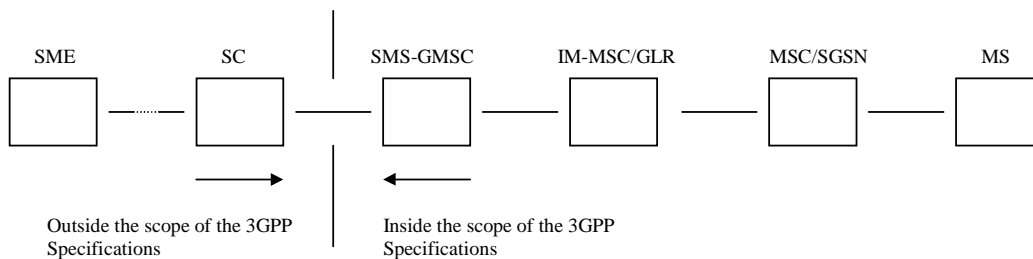 SME SC SMS-GMSC IM-MSC/GLR MSC/SGSN MS
Outside the scope of the 3GPP
Specifications
Inside the scope of the 3GPP
Specifications